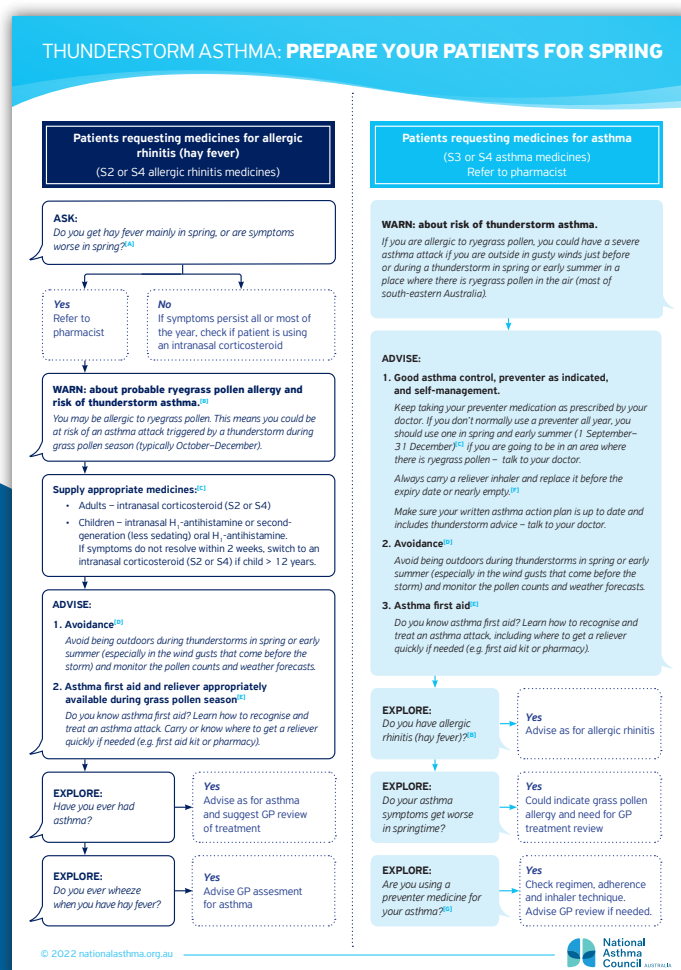 THUNDERSTORM ASTHMA: PREPARE YOUR PATIENTS FOR SPRING
Patients requesting medicines for allergic
rhinitis (hay fever)
(S2 or S4 allergic rhinitis medicines)
ASK:
Do you get hay fever mainly in spring, or are symptoms
worse in spring?[A]
Yes
Refer to
pharmacist
No
If symptoms persist all or most of
the year, check if patient is using
an intranasal corticosteroid
WARN: about probable ryegrass pollen allergy and
risk of thunderstorm asthma.[B]
You may be allergic to ryegrass pollen. This means you could be
at risk of an asthma attack triggered by a thunderstorm during
grass pollen season (typically October–December).
Supply appropriate medicines:[C]
• Adults – intranasal corticosteroid (S2 or S4)
• Children – intranasal H1-antihistamine or second-
generation (less sedating) oral H1-antihistamine.
If symptoms do not resolve within 2 weeks, switch to an
intranasal corticosteroid (S2 or S4) if child > 12 years.
ADVISE:
1. Avoidance[D]
Avoid being outdoors during thunderstorms in spring or early
summer (especially in the wind gusts that come before the
storm) and monitor the pollen counts and weather forecasts.
2. Asthma first aid and reliever appropriately
available during grass pollen season[E]
Do you know asthma first aid? Learn how to recognise and
treat an asthma attack. Carry or know where to get a reliever
quickly if needed (e.g. first aid kit or pharmacy).
EXPLORE:
Have you ever had
asthma?
Yes
Advise as for asthma
and suggest GP review
of treatment
EXPLORE:
Do you ever wheeze
when you have hay fever?
Yes
Advise GP assesment
for asthma
Patients requesting medicines for asthma
(S3 or S4 asthma medicines)
Refer to pharmacist
WARN: about risk of thunderstorm asthma.
If you are allergic to ryegrass pollen, you could have a severe
asthma attack if you are outside in gusty winds just before
or during a thunderstorm in spring or early summer in a
place where there is ryegrass pollen in the air (most of
south-eastern Australia).
ADVISE:
1. Good asthma control, preventer as indicated,
and self-management.
Keep taking your preventer medication as prescribed by your
doctor. If you don't normally use a preventer all year, you
should use one in spring and early summer (1 September–
31 December)[C] if you are going to be in an area where
there is ryegrass pollen – talk to your doctor.
Always carry a reliever inhaler and replace it before the
expiry date or nearly empty.[F]
Make sure your written asthma action plan is up to date and
includes thunderstorm advice – talk to your doctor.
2. Avoidance[D]
Avoid being outdoors during thunderstorms in spring or early
summer (especially in the wind gusts that come before the
storm) and monitor the pollen counts and weather forecasts.
3. Asthma first aid[E]
Do you know asthma first aid? Learn how to recognise and
treat an asthma attack, including where to get a reliever
quickly if needed (e.g. first aid kit or pharmacy).
EXPLORE:
Do you have allergic
rhinitis (hay fever)?[B]
Yes
Advise as for allergic rhinitis
EXPLORE:
Do your asthma
symptoms get worse
in springtime?
Yes
Could indicate grass pollen
allergy and need for GP
treatment review
EXPLORE:
Are you using a
preventer medicine for
your asthma?[G]
Yes
Check regimen, adherence
and inhaler technique.
Advise GP review if needed.
© 2022 nationalasthma.org.au
National
Asthma
Council AUSTRALIA